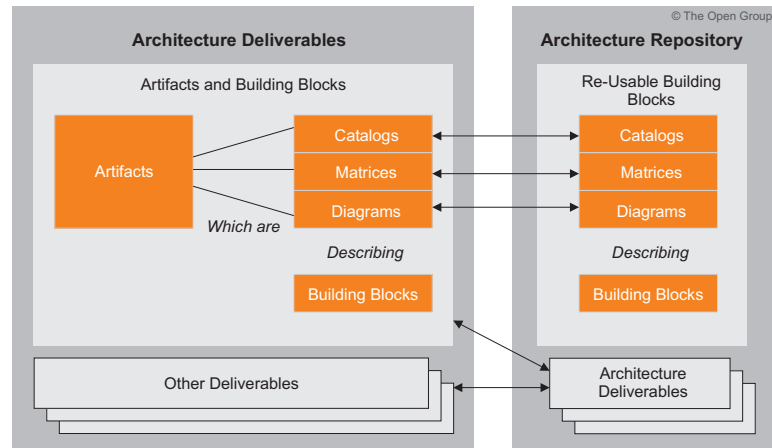 © The Open Group
Architecture Deliverables
Architecture Repository
Artifacts and Building Blocks
Re-Usable Building
Blocks
Artifacts
Catalogs
Matrices
Diagrams
Which are
Describing
Building Blocks
Catalogs
Matrices
Diagrams
Describing
Building Blocks
Other Deliverables
Architecture
Deliverables